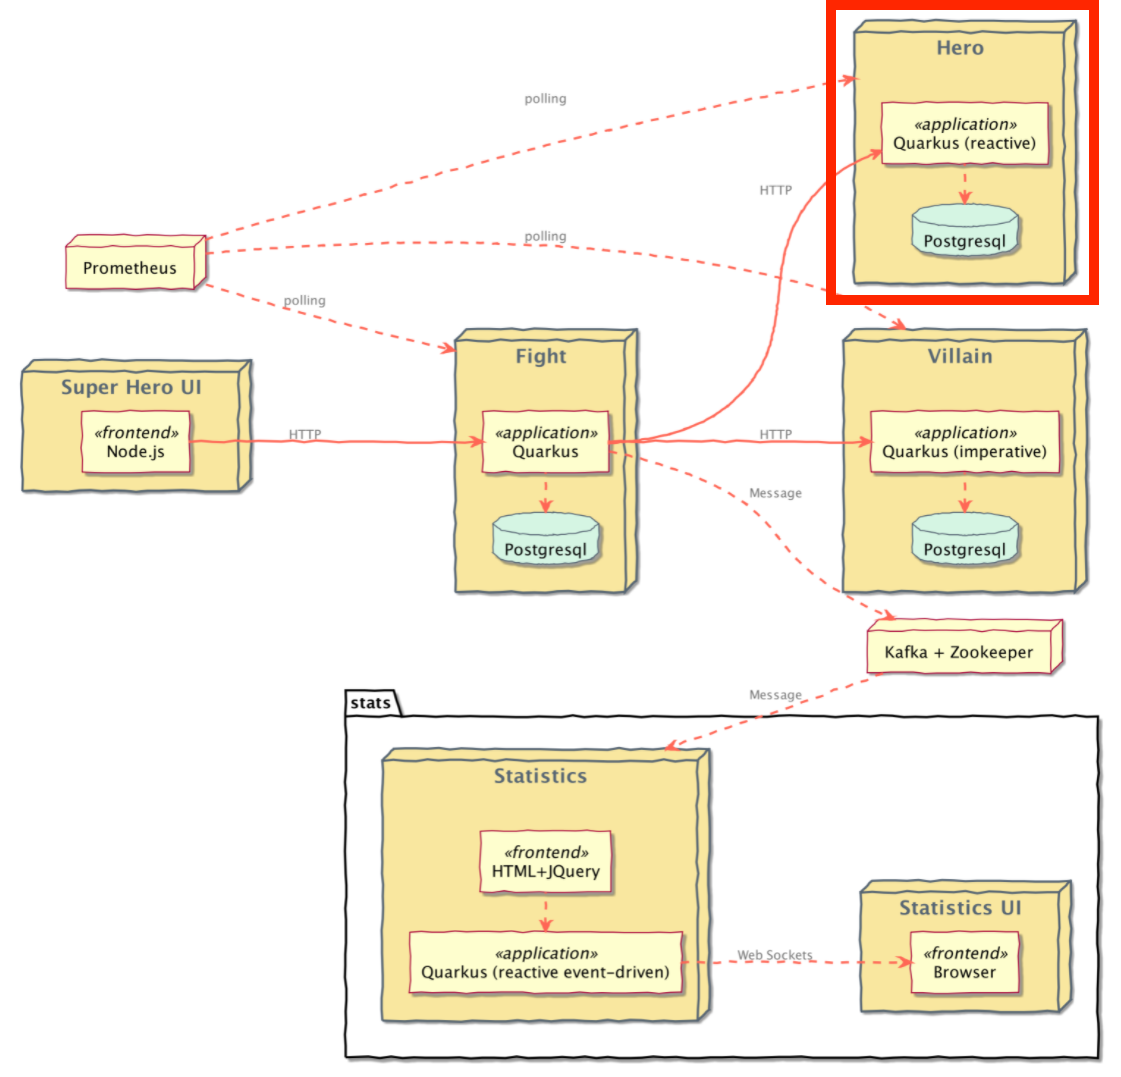 Hero
polling
«application»
Quarkus (reactive)
HTTP
Postgresql
polling
Prometheus
polling
Fight
Villain
Super Hero UI
«frontend»
Node.js
HTTP
«application»
Quarkus
HTTP
«application»
Quarkus (imperative)
Message
Postgresql
Postgresql
Kafka + Zookeeper
Message
stats
Statistics
«frontend»
HTML+JQuery
Statistics UI
«application»
Quarkus (reactive event-driven)
Web Sockets
«frontend»
Browser